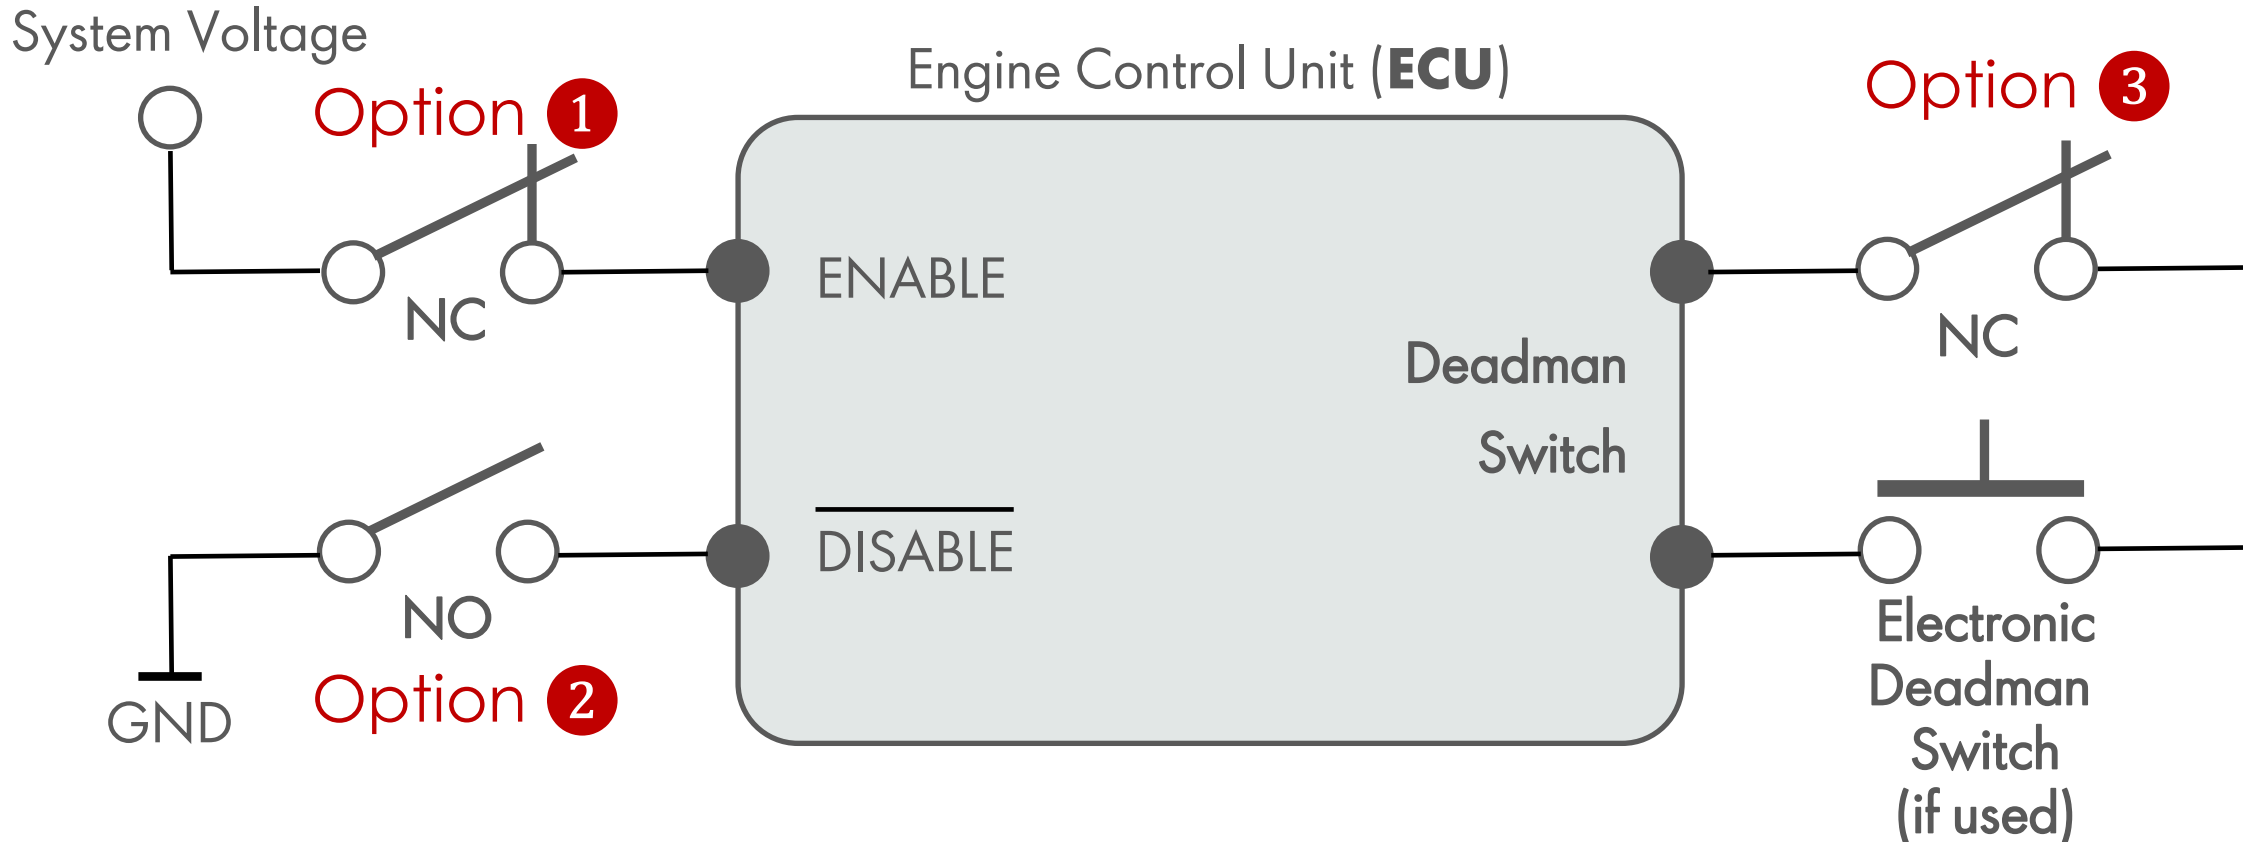 System Voltage
Option 1
NC
Engine Control Unit (ECU)
ENABLE
DISABLE
Deadman
Switch
NO
Option 2
GND
Option 3
NC
Electronic
Deadman
Switch
(if used)